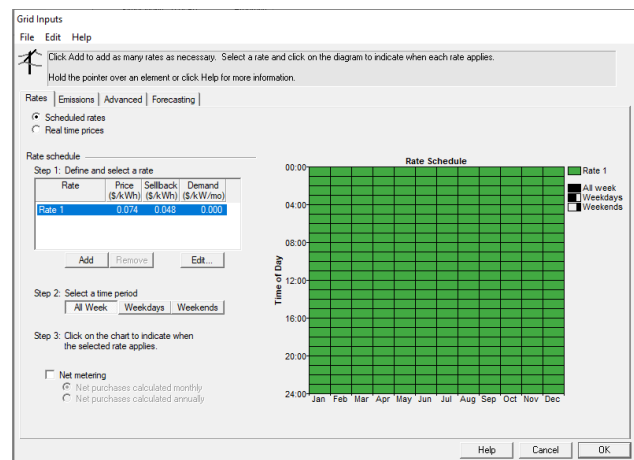 Grid Inputs
File Edit Help
Click Add to add as many rates as necessary. Select a rate and click on the diagram to indicate when each rate applies.
Hold the pointer over an element or click Help for more information.
Rates Emissions Advanced Forecasting
Scheduled rates
Real time prices
Rate schedule
Step 1: Define and select a rate
Rate Price Sellback Demand
($/kWh) ($/kWh) ($/kW/mo)
Rate 1 0.074 0.048 0.000
Add Remove Edit...
Step 2: Select a time period
All Week Weekdays Weekends
Step 3: Click on the chart to indicate when
the selected rate applies.
Net metering
Net purchases calculated monthly
Net purchases calculated annually
Rate Schedule
Time of Day
00:00
04:00
08:00
12:00
16:00
20:00
24:00
Jan Feb Mar Apr May Jun Jul Aug Sep Oct Nov Dec
Rate 1
All week
Weekdays
Weekends
Help Cancel OK